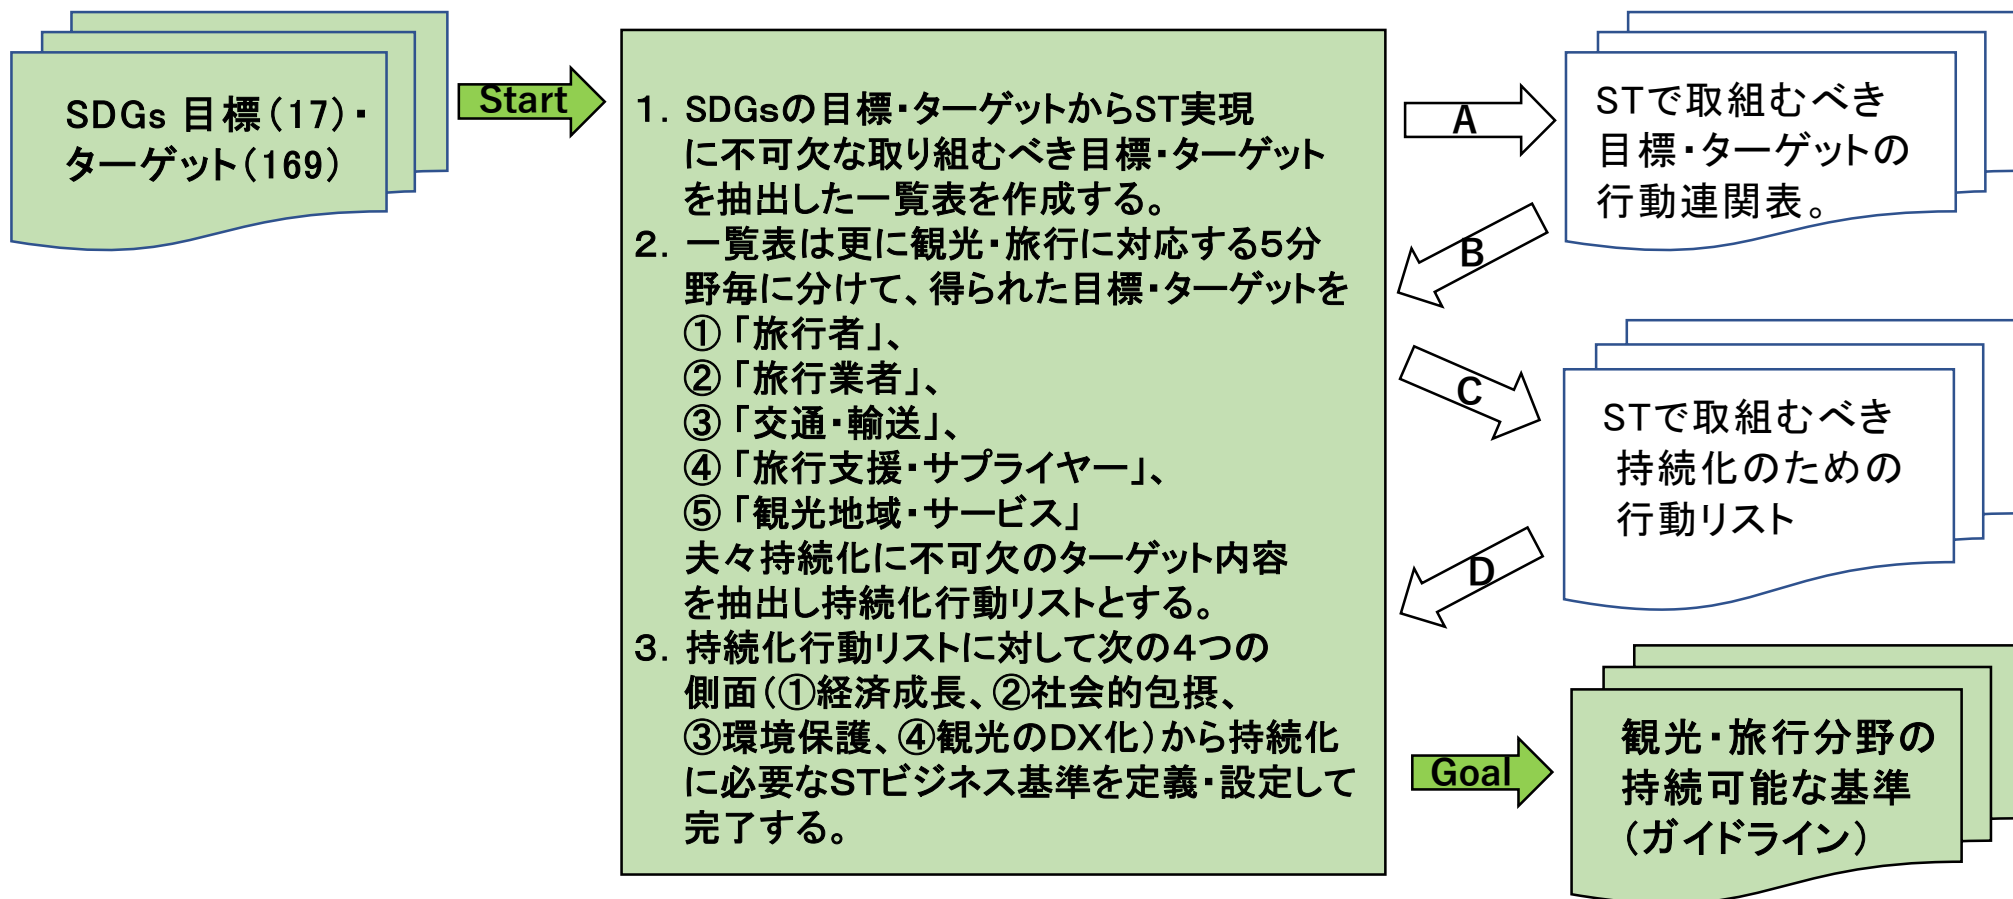 SDGs 目標(17)・
ターゲット(169)
Start
1. SDGsの目標・ターゲットからST実現
に不可欠な取り組むべき目標・ターゲット
を抽出した一覧表を作成する。
2. 一覧表は更に観光・旅行に対応する5分
野毎に分けて、得られた目標・ターゲットを
①「旅行者」、
②「旅行業者」、
③「交通・輸送」、
④「旅行支援・サプライヤー」、
⑤「観光地域・サービス」
夫々持続化に不可欠のターゲット内容
を抽出し持続化行動リストとする。
3. 持続化行動リストに対して次の4つの
側面(①経済成長、②社会的包摂、
③環境保護、④観光のDX化)から持続化
に必要なSTビジネス基準を定義・設定して
完了する。
A
STで取組むべき
目標・ターゲットの
行動連関表。
B
C
STで取組むべき
持続化のための
行動リスト
D
Goal
観光・旅行分野の
持続可能な基準
(ガイドライン)